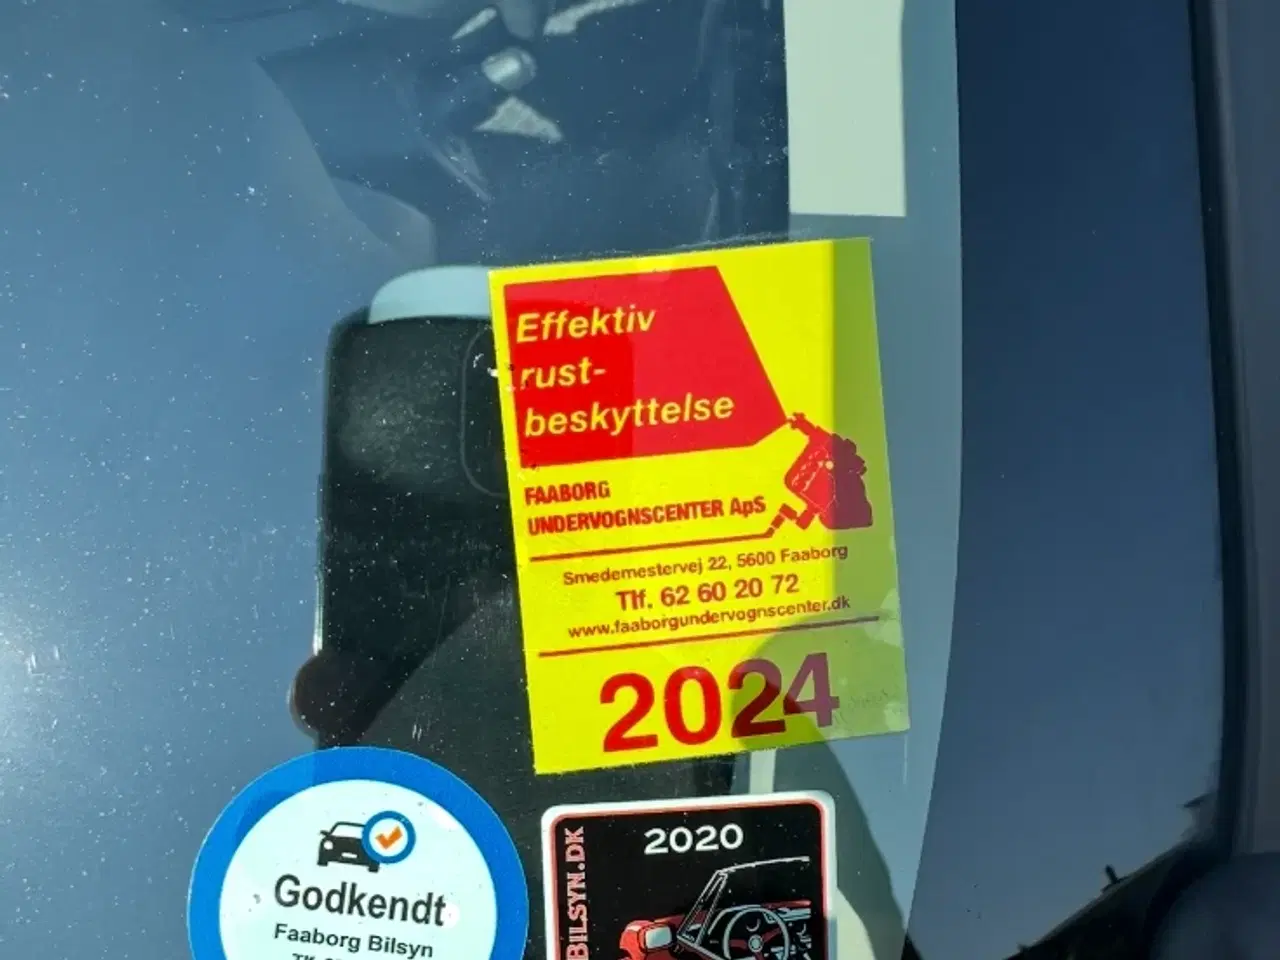 Effektiv
rust-
beskyttelse
FAABORG
UNDERVOGNSCENTER ApS
Smedemestervej 22, 5600 Faaborg
Tlf. 62 60 20 72
www.faaborgundervognscenter.dk
2024
Godkendt
Faaborg Bilsyn
2020
BILSYN.DK